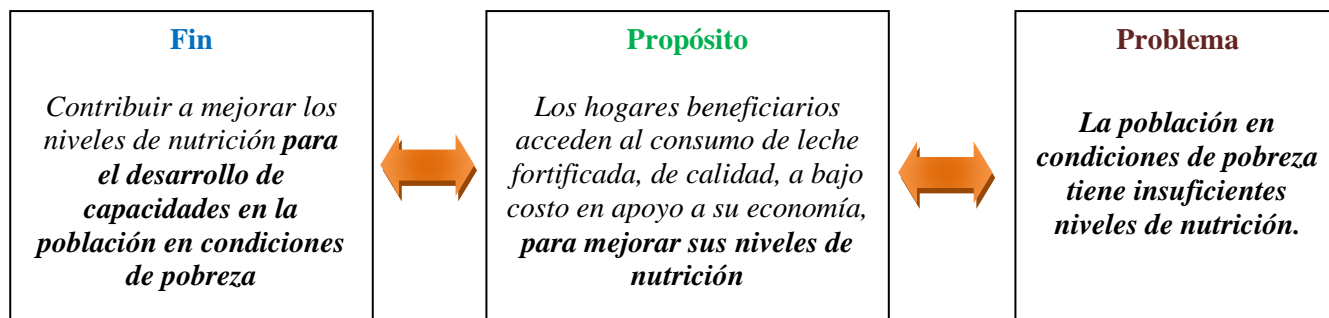 Fin
Contribuir a mejorar los
niveles de nutrición para
el desarrollo de
capacidades en la
población en condiciones
de pobreza
Propósito
Los hogares beneficiarios
acceden al consumo de leche
fortificada, de calidad, a bajo
costo en apoyo a su economía,
para mejorar sus niveles de
nutrición
Problema
La población en
condiciones de pobreza
tiene insuficientes
niveles de nutrición.